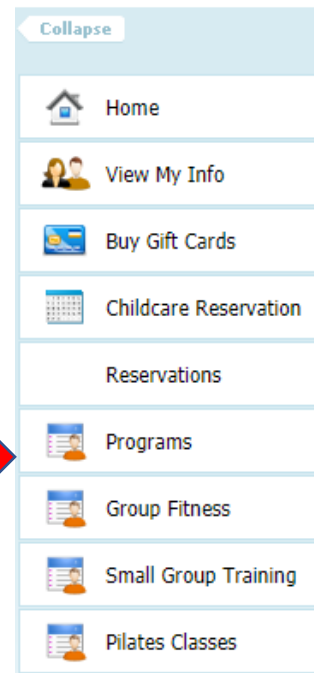 Collapse
Home
View My Info
Buy Gift Cards
Childcare Reservation
Reservations
Programs
Group Fitness
Small Group Training
Pilates Classes